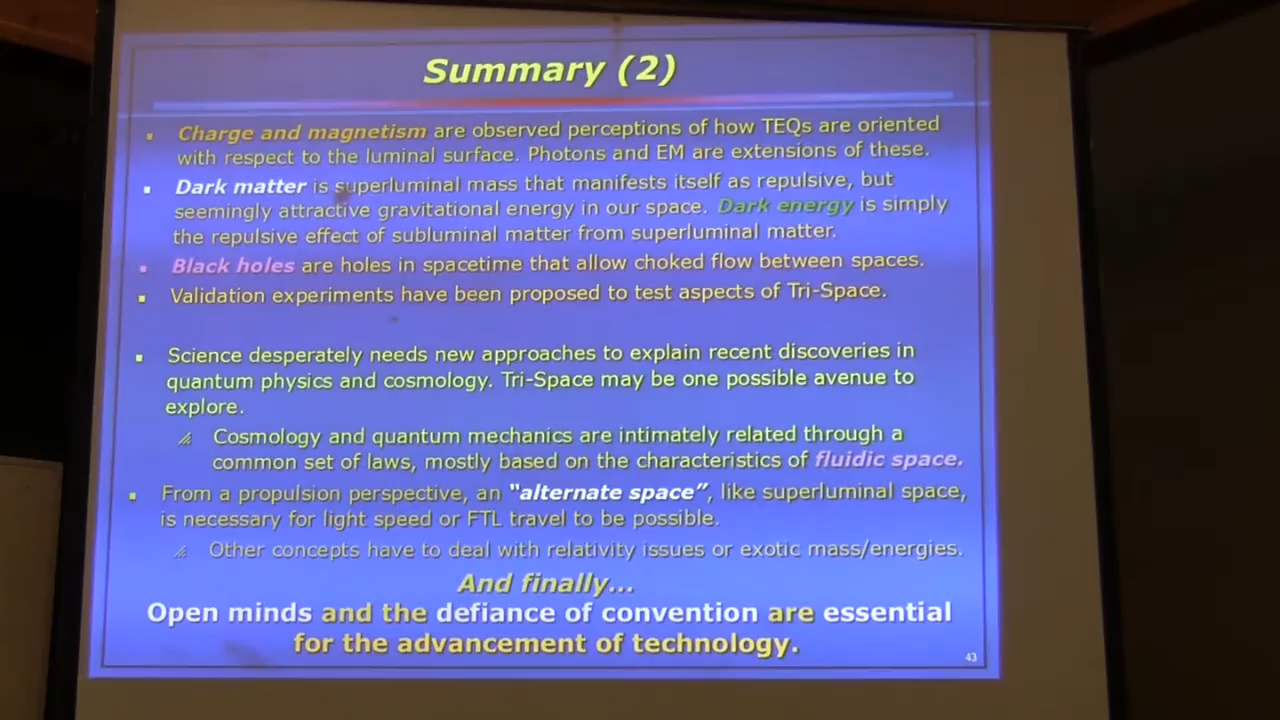 Summary (2)
Charge and magnetism are observed perceptions of how TEQs are oriented
with respect to the luminal surface. Photons and EM are extensions of these.
Dark matter is superluminal mass that manifests itself as repulsive, but
seemingly attractive gravitational energy in our space. Dark energy is simply
the repulsive effect of subluminal matter from superluminal matter.
Black holes are holes in spacetime that allow choked flow between spaces.
Validation experiments have been proposed to test aspects of Tri-Space.
Science desperately needs new approaches to explain recent discoveries in
quantum physics and cosmology. Tri-Space may be one possible avenue to
explore.
Cosmology and quantum mechanics are intimately related through a
common set of laws, mostly based on the characteristics of fluidic space.
From a propulsion perspective, an “alternate space”, like superluminal space,
is necessary for light speed or FTL travel to be possible.
Other concepts have to deal with relativity issues or exotic mass/energies.
And finally...
Open minds and the defiance of convention are essential
for the advancement of technology.
43